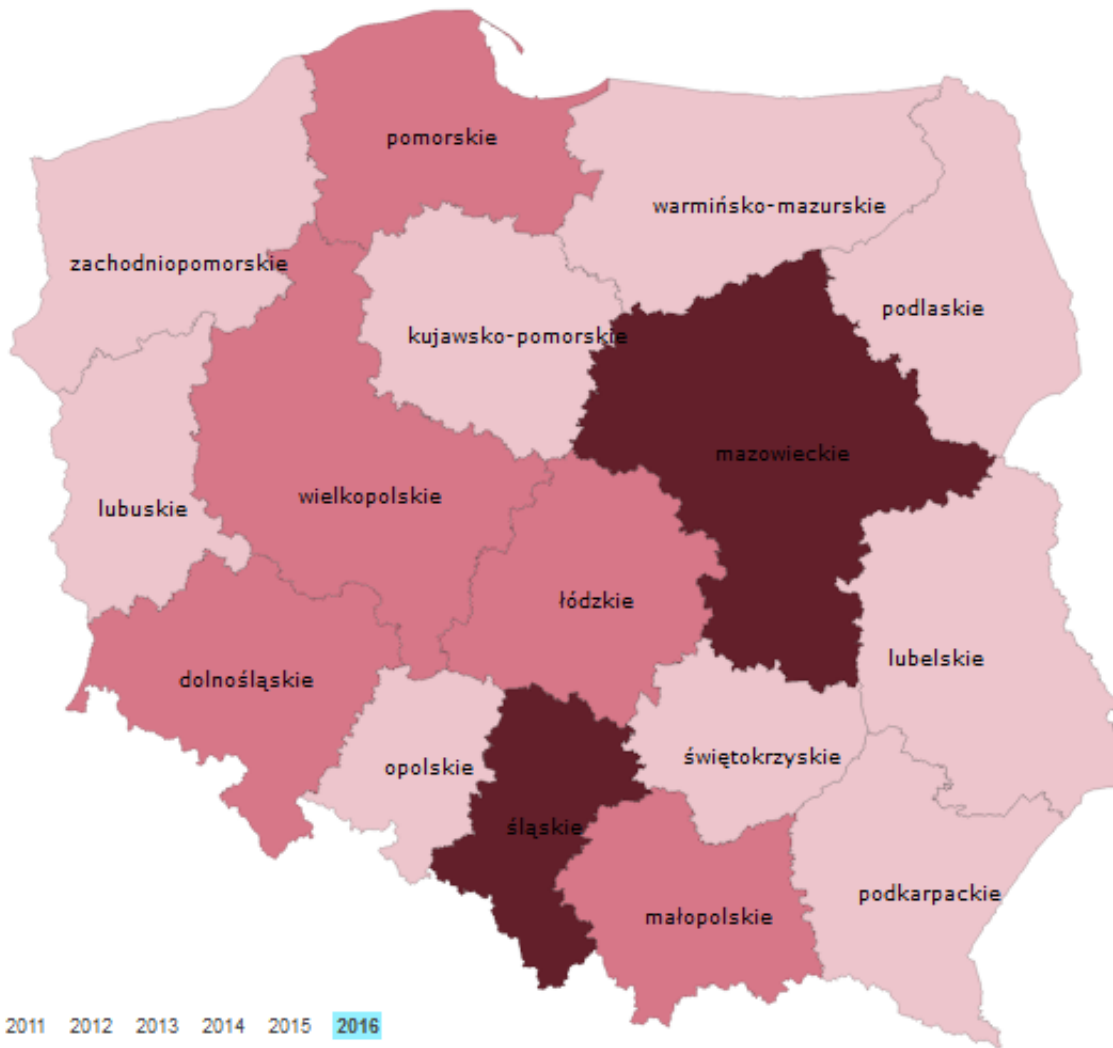 pomorskie
warmińsko-mazurskie
zachodniopomorskie
podlaskie
kujawsko-pomorskie
mazowieckie
wielkopolskie
lubuskie
łódzkie
lubelskie
dolnośląskie
świętokrzyskie
opolskie
śląskie
podkarpackie
małopolskie
2011 2012 2013 2014 2015 2016